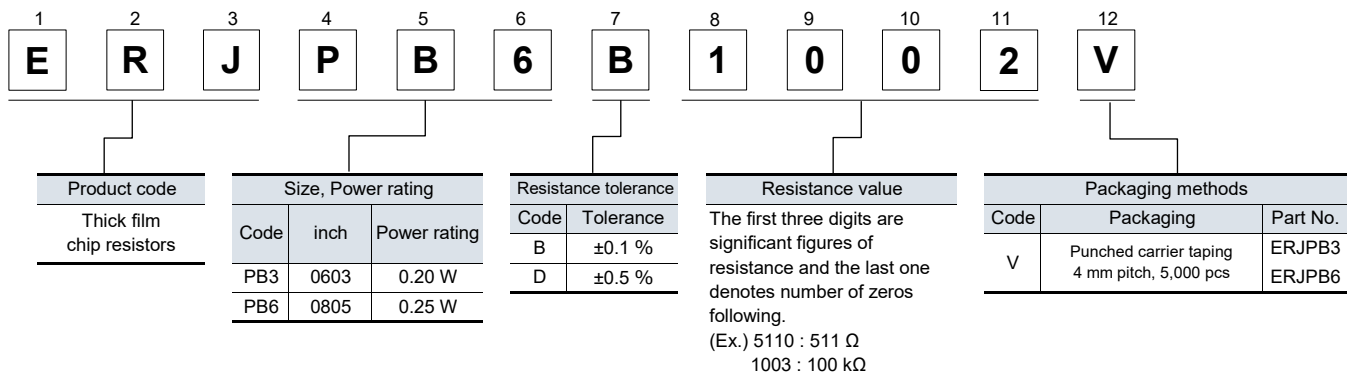 1 2 3 4 5 6 7 8 9 10 11 12
E R J P B 6 B 1 0 0 2 V
Product code
Thick film
chip resistors
Size, Power rating
Code inch Power rating
PB3 0603 0.20 W
PB6 0805 0.25 W
Resistance tolerance
Code Tolerance
B ±0.1 %
D ±0.5 %
Resistance value
The first three digits are
significant figures of
resistance and the last one
denotes number of zeros
following.
(Ex.) 5110 : 511 Ω
1003 : 100 kΩ
Packaging methods
Code Packaging Part No.
V Punched carrier taping
4 mm pitch, 5,000 pcs
ERJPB3
ERJPB6